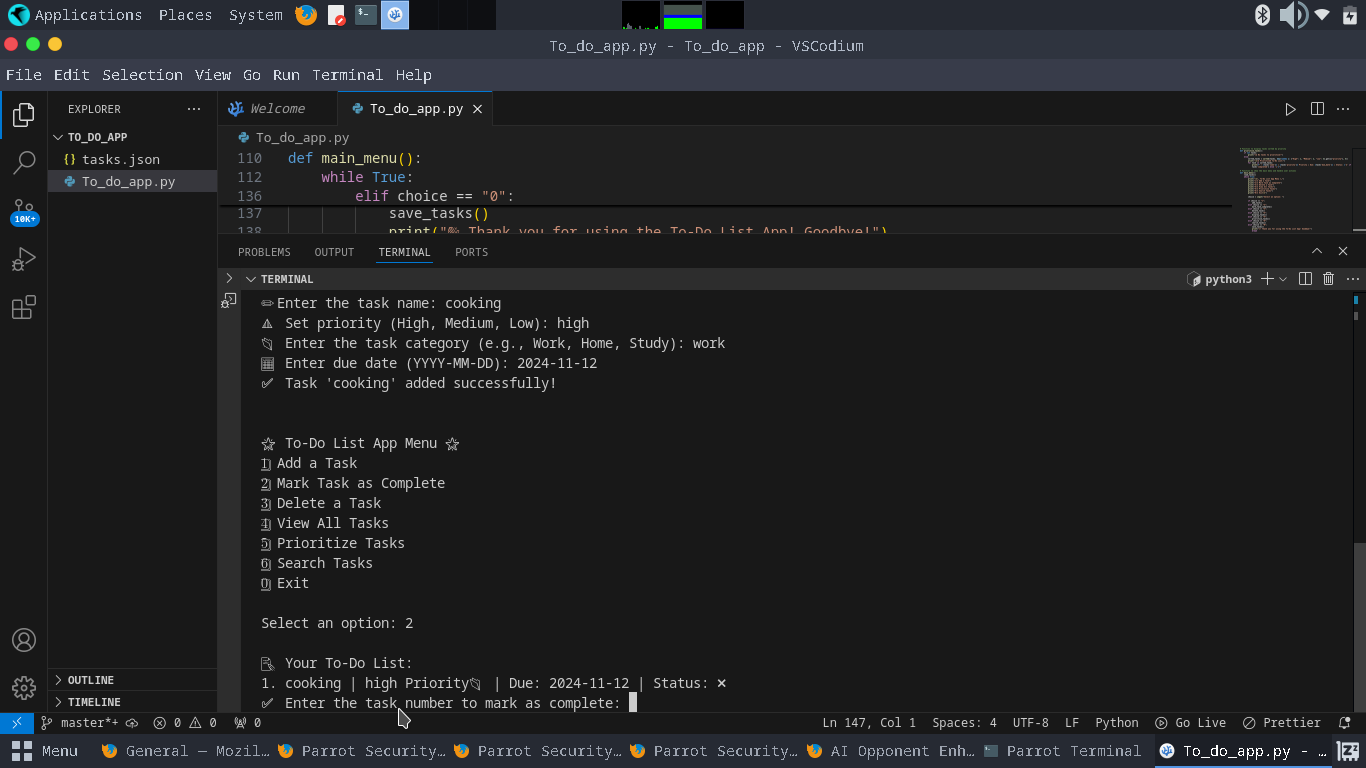 Applications Places System
To_do_app.py - To_do_app - VSCodium
File Edit Selection View Go Run Terminal Help
EXPLORER
Welcome
To_do_app.py
TO_DO_APP
{} tasks.json
To_do_app.py
10K+
To_do_app.py
110 def main_menu():
112 while True:
136 elif choice == "0":
137 save_tasks()
138 print("👋 Thank you for using the To-Do List App! Goodbye!")
PROBLEMS OUTPUT TERMINAL PORTS
TERMINAL
python3
✏ Enter the task name: cooking
⚠ Set priority (High, Medium, Low): high
🏷 Enter the task category (e.g., Work, Home, Study): work
📅 Enter due date (YYYY-MM-DD): 2024-11-12
✅ Task 'cooking' added successfully!
⭐ To-Do List App Menu ⭐
1 Add a Task
2 Mark Task as Complete
3 Delete a Task
4 View All Tasks
5 Prioritize Tasks
6 Search Tasks
0 Exit
Select an option: 2
📝 Your To-Do List:
1. cooking | high Priority🏷 | Due: 2024-11-12 | Status: ❌
✅ Enter the task number to mark as complete:
OUTLINE
TIMELINE
master*+ 0 0 0
Ln 147, Col 1 Spaces: 4 UTF-8 LF Python Go Live Prettier
Menu General — Mozil... Parrot Security... Parrot Security... Parrot Security... AI Opponent Enh... Parrot Terminal To_do_app.py - ...